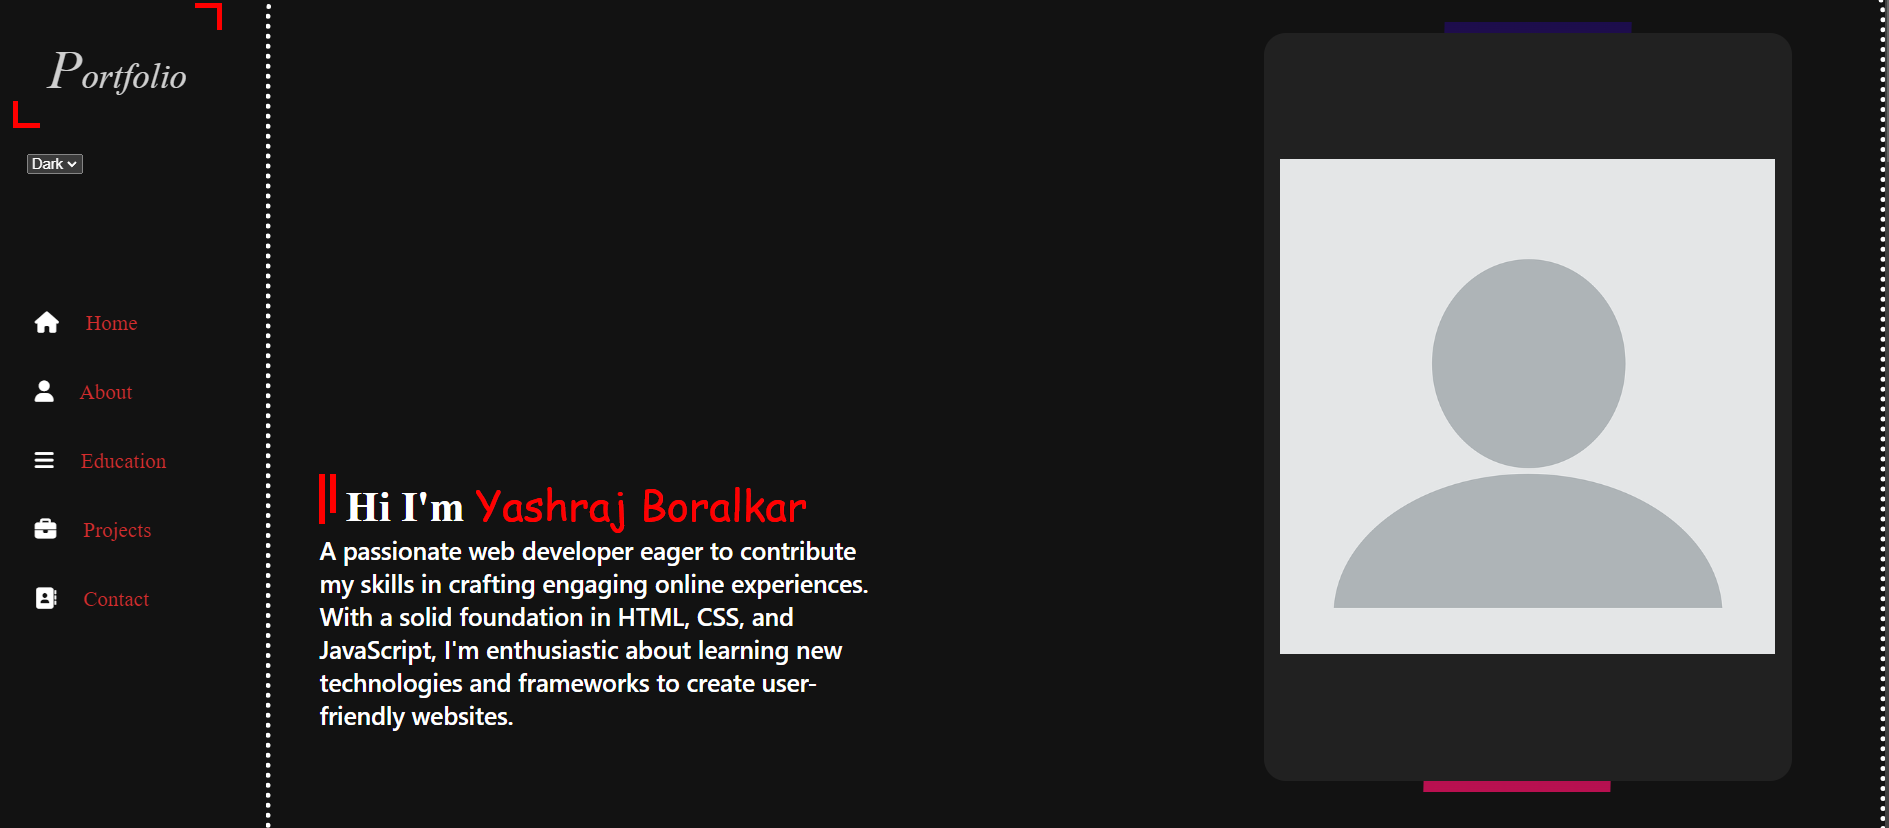 Portfolio
Dark
Home
About
Education
Projects
Contact
Hi I'm Yashraj Boralkar
A passionate web developer eager to contribute
my skills in crafting engaging online experiences.
With a solid foundation in HTML, CSS, and
JavaScript, I'm enthusiastic about learning new
technologies and frameworks to create user-
friendly websites.